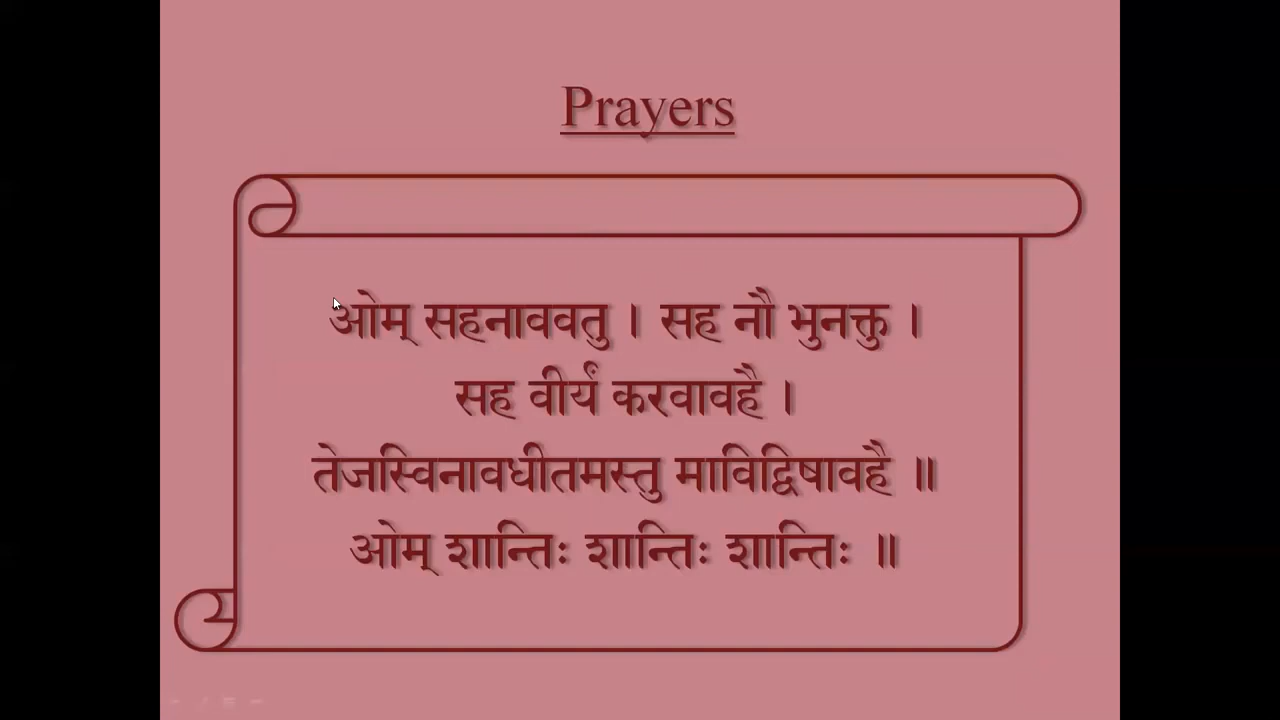 Prayers
ओम् सहनाववतु । सह नौ भुनक्तु ।
सह वीर्यं करवावहै ।
तेजस्विनावधीतमस्तु माविद्विषावहै ॥
ओम् शान्तिः शान्तिः शान्तिः ॥